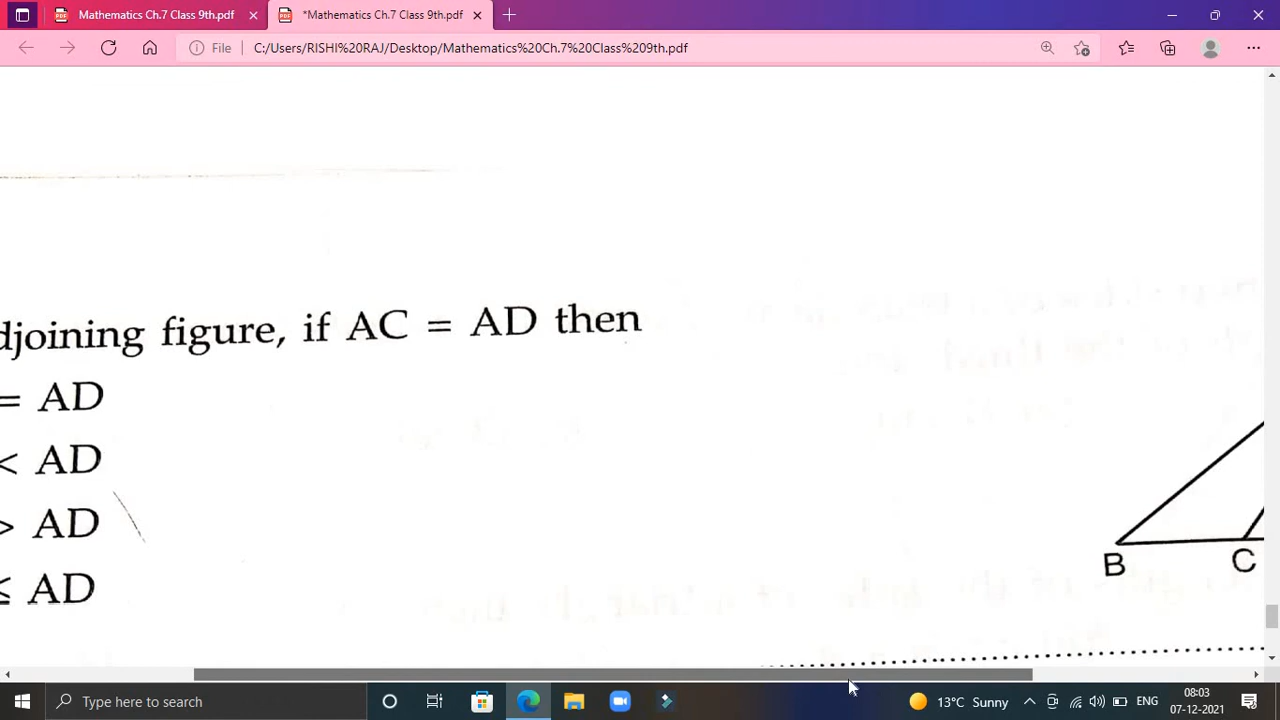 Mathematics Ch.7 Class 9th.pdf
*Mathematics Ch.7 Class 9th.pdf
File C:/Users/RISHI%20RAJ/Desktop/Mathematics%20Ch.7%20Class%209th.pdf
djoining figure, if AC = AD then
= AD
< AD
> AD
≤ AD
B C
Type here to search
13°C Sunny
ENG
08:03
07-12-2021